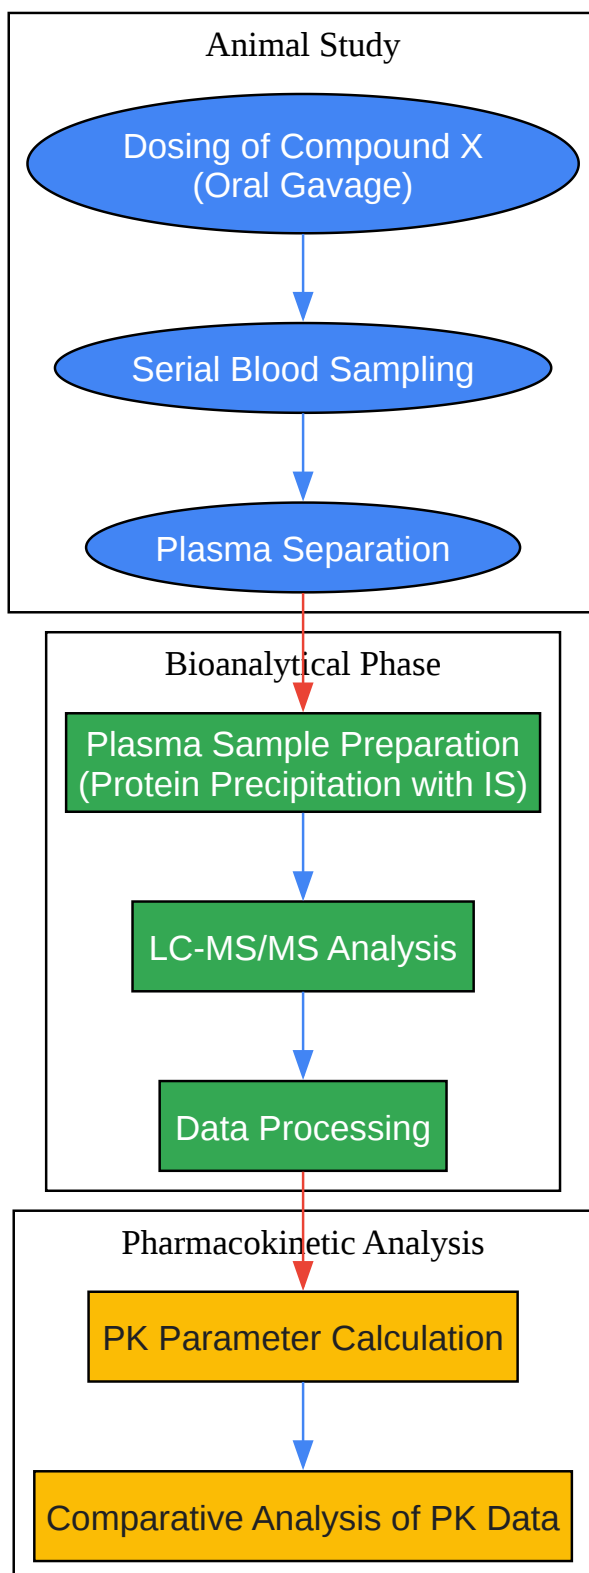 Animal Study
Dosing of Compound X
(Oral Gavage)
Serial Blood Sampling
Plasma Separation
Bioanalytical Phase
Plasma Sample Preparation
(Protein Precipitation with IS)
LC-MS/MS Analysis
Data Processing
Pharmacokinetic Analysis
PK Parameter Calculation
Comparative Analysis of PK Data